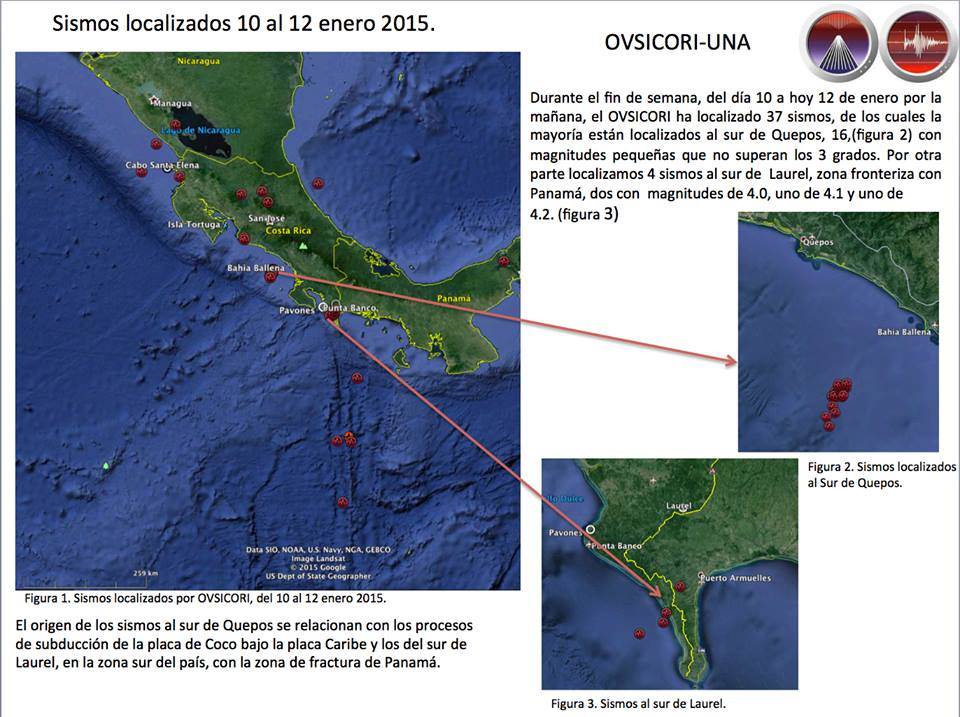 Sismos localizados 10 al 12 enero 2015.
OVSICORI-UNA
Durante el fin de semana, del día 10 a hoy 12 de enero por la
mañana, el OVSICORI ha localizado 37 sismos, de los cuales la
mayoría están localizados al sur de Quepos, 16,(figura 2) con
magnitudes pequeñas que no superan los 3 grados. Por otra
parte localizamos 4 sismos al sur de Laurel, zona fronteriza con
Panamá, dos con magnitudes de 4.0, uno de 4.1 y uno de
4.2. (figura 3)
Nicaragua
Managua
Lago de Nicaragua
Cabo Santa Elena
San José
Isla Tortuga
Costa Rica
Bahia Ballena
Panamá
Pavones
Punta Banco
Data SIO, NOAA, U.S. Navy, NGA, GEBCO
Image Landsat
© 2015 Google
US Dept of State Geographer
259 km
Figura 1. Sismos localizados por OVSICORI, del 10 al 12 enero 2015.
El origen de los sismos al sur de Quepos se relacionan con los procesos
de subducción de la placa de Coco bajo la placa Caribe y los del sur de
Laurel, en la zona sur del país, con la zona de fractura de Panamá.
Quepos
Bahia Ballena
Figura 2. Sismos localizados
al Sur de Quepos.
lfo Dulce
Laurel
Pavones
Punta Banco
Puerto Armuelles
Figura 3. Sismos al sur de Laurel.